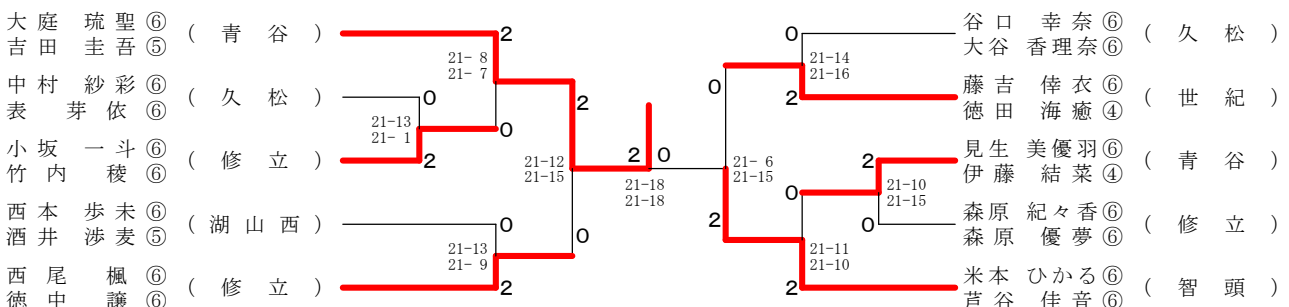 大庭 琉聖⑥
吉田 圭吾⑤
( 青 谷 )
中村 紗彩⑥
表 芽依⑥
( 久 松 )
小坂 一斗⑥
竹内 稜⑥
( 修 立 )
西本 歩未⑥
酒井 渉麦⑤
( 湖 山 西 )
西尾 楓⑥
徳中 譲⑥
( 修 立 )
2
21- 8
21- 7
0
21-13
21- 1
2
0
2
21-12
21-15
0
0
21-13
21- 9
2
2 0
21-18
21-18
0
21- 6
21-15
2
0
21-14
21-16
2
2
21-10
21-15
0
0
21-11
21-10
2
谷口 幸奈⑥
大谷 香理奈⑥
( 久 松 )
藤吉 倖衣⑥
徳田 海癒④
( 世 紀 )
見生 美優羽⑥
伊藤 結菜④
( 青 谷 )
森原 紀々香⑥
森原 優夢⑥
( 修 立 )
米本 ひかる⑥
芦谷 佳音⑥
( 智 頭 )